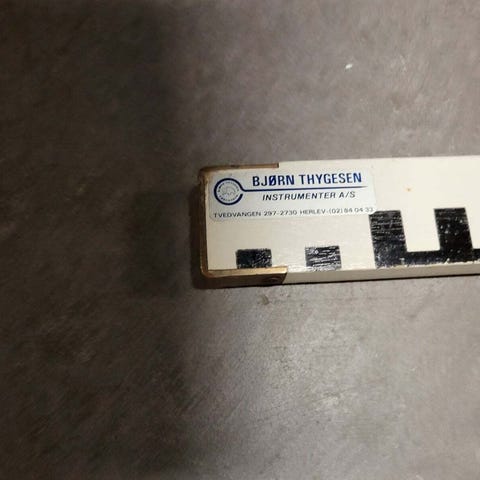 BJØRN THYGESEN
INSTRUMENTER A/S
TVEDVANGEN 297-2730 HERLEV-(02) 84 04 33